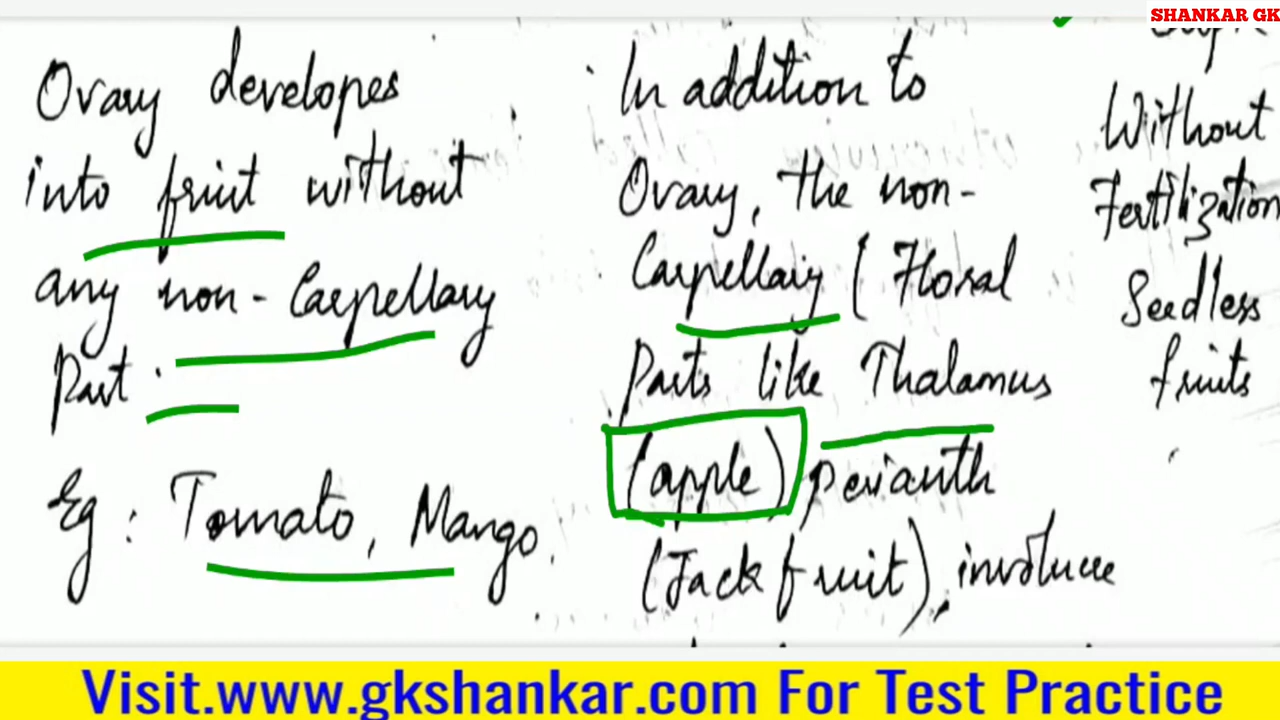 SHANKAR GK
Ovary developes
into fruit without
any non-Carpellary
Part.
Eg: Tomato, Mango.
In addition to
Ovary, the non-
Carpellary (Floral
Parts like Thalamus
(apple) perianth
(Jack fruit), involucre
Without
Fertilization
Seedless
fruits
Visit.www.gkshankar.com For Test Practice